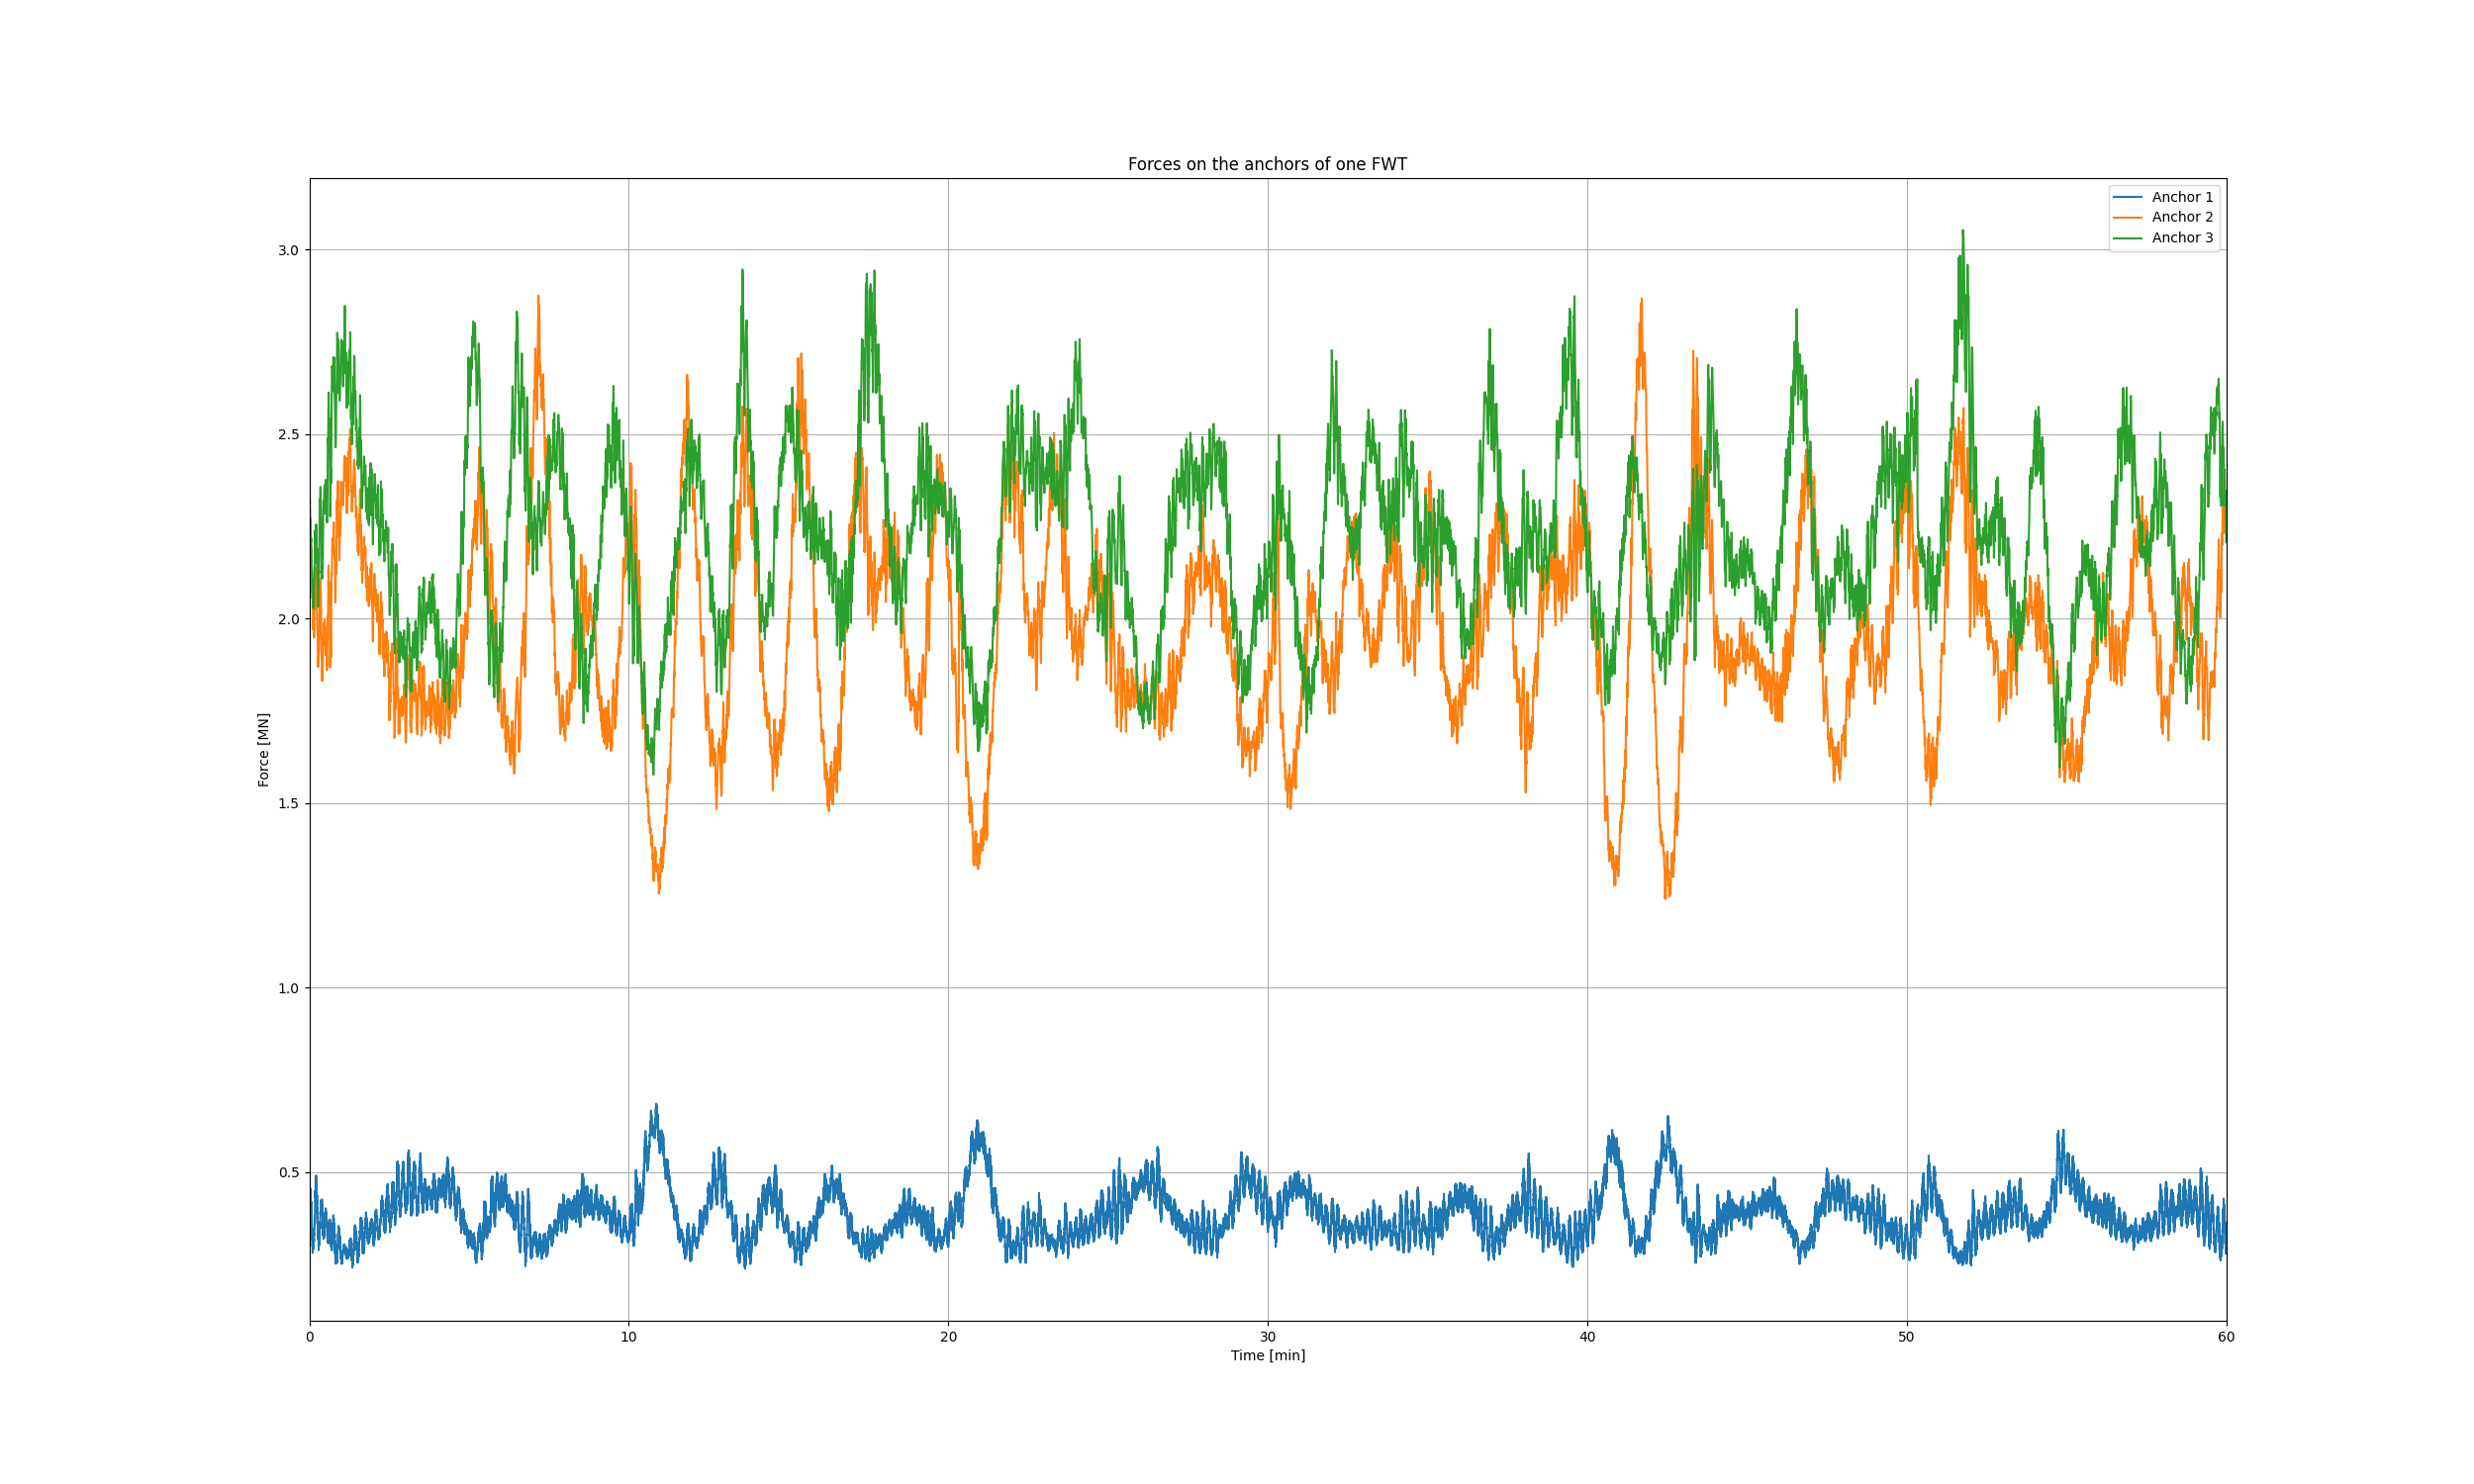 Forces on the anchors of one FWT
Anchor 1
Anchor 2
Anchor 3
3.0
2.5
2.0
1.5
1.0
0.5
Force [MN]
0 10 20 30 40 50 60
Time [min]